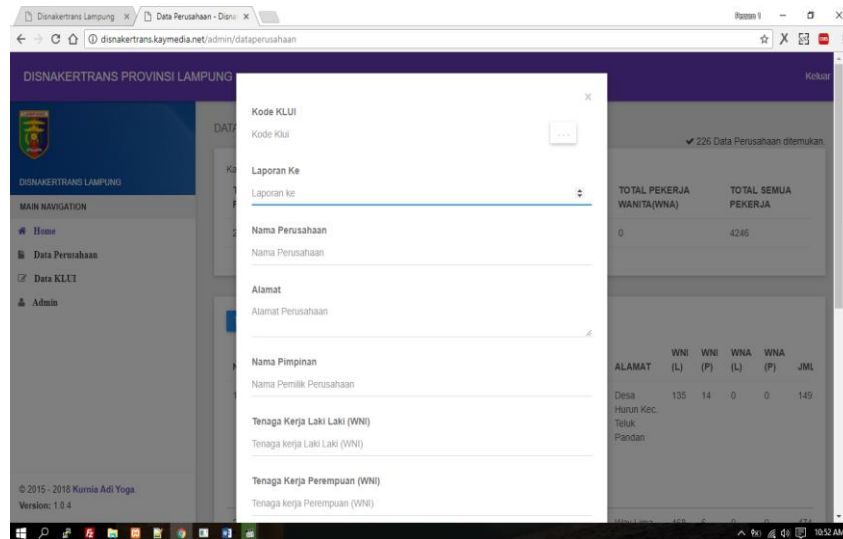 Disnakertrans Lampung
Data Perusahaan - Disna
disnakertrans.kaymedia.net/admin/dataperusahaan
DISNAKERTRANS PROVINSI LAMPUNG
Keluar
DISNAKERTRANS LAMPUNG
MAIN NAVIGATION
Home
Data Perusahaan
Data KLUI
Admin
© 2015 - 2018 Kurnia Adi Yoga.
Version: 1.0.4
DATA
226 Data Perusahaan ditemukan.
Ka
TOTAL PEKERJA WANITA(WNA)
TOTAL SEMUA PEKERJA
0
4246
×
Kode KLUI
Kode Klui
...
Laporan Ke
Laporan ke
Nama Perusahaan
Nama Perusahaan
Alamat
Alamat Perusahaan
Nama Pimpinan
Nama Pemilik Perusahaan
Tenaga Kerja Laki Laki (WNI)
Tenaga kerja Laki Laki (WNI)
Tenaga Kerja Perempuan (WNI)
Tenaga kerja Perempuan (WNI)
ALAMAT WNI (L) WNI (P) WNA (L) WNA (P) JML
Desa 135 14 0 0 149
Hurun Kec.
Teluk
Pandan
10:52 AM